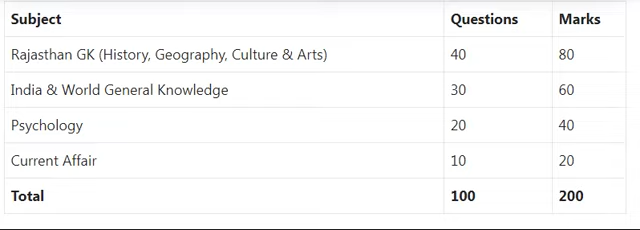 Subject Questions Marks
Rajasthan GK (History, Geography, Culture & Arts) 40 80
India & World General Knowledge 30 60
Psychology 20 40
Current Affair 10 20
Total 100 200